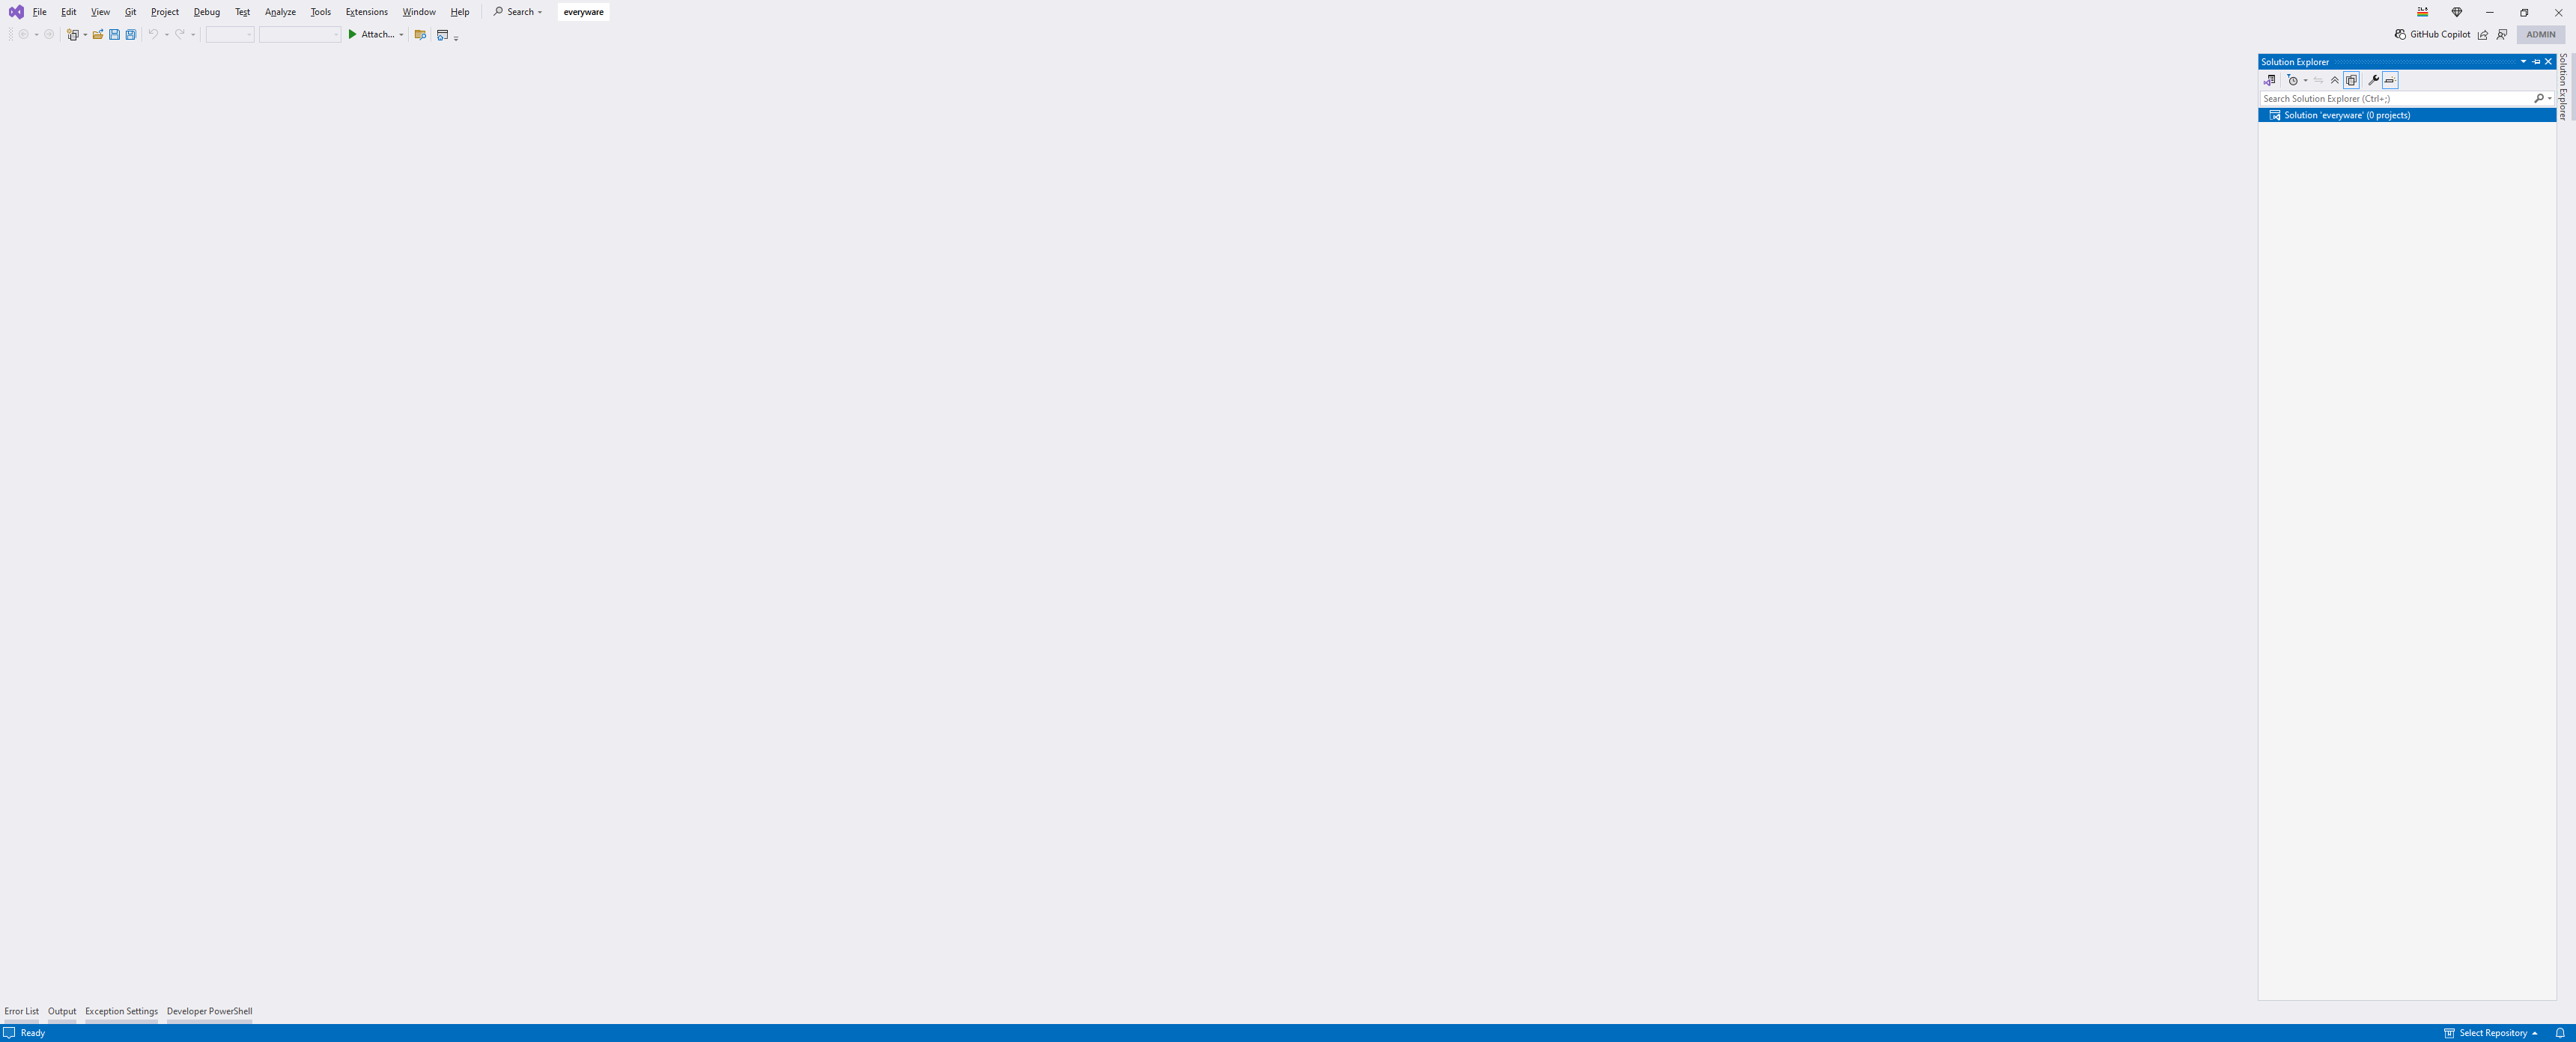 File Edit View Git Project Debug Test Analyze Tools Extensions Window Help Search everyware
Attach... GitHub Copilot ADMIN
Solution Explorer
Solution Explorer
Search Solution Explorer (Ctrl+;)
Solution 'everyware' (0 projects)
Error List Output Exception Settings Developer PowerShell
Ready Select Repository